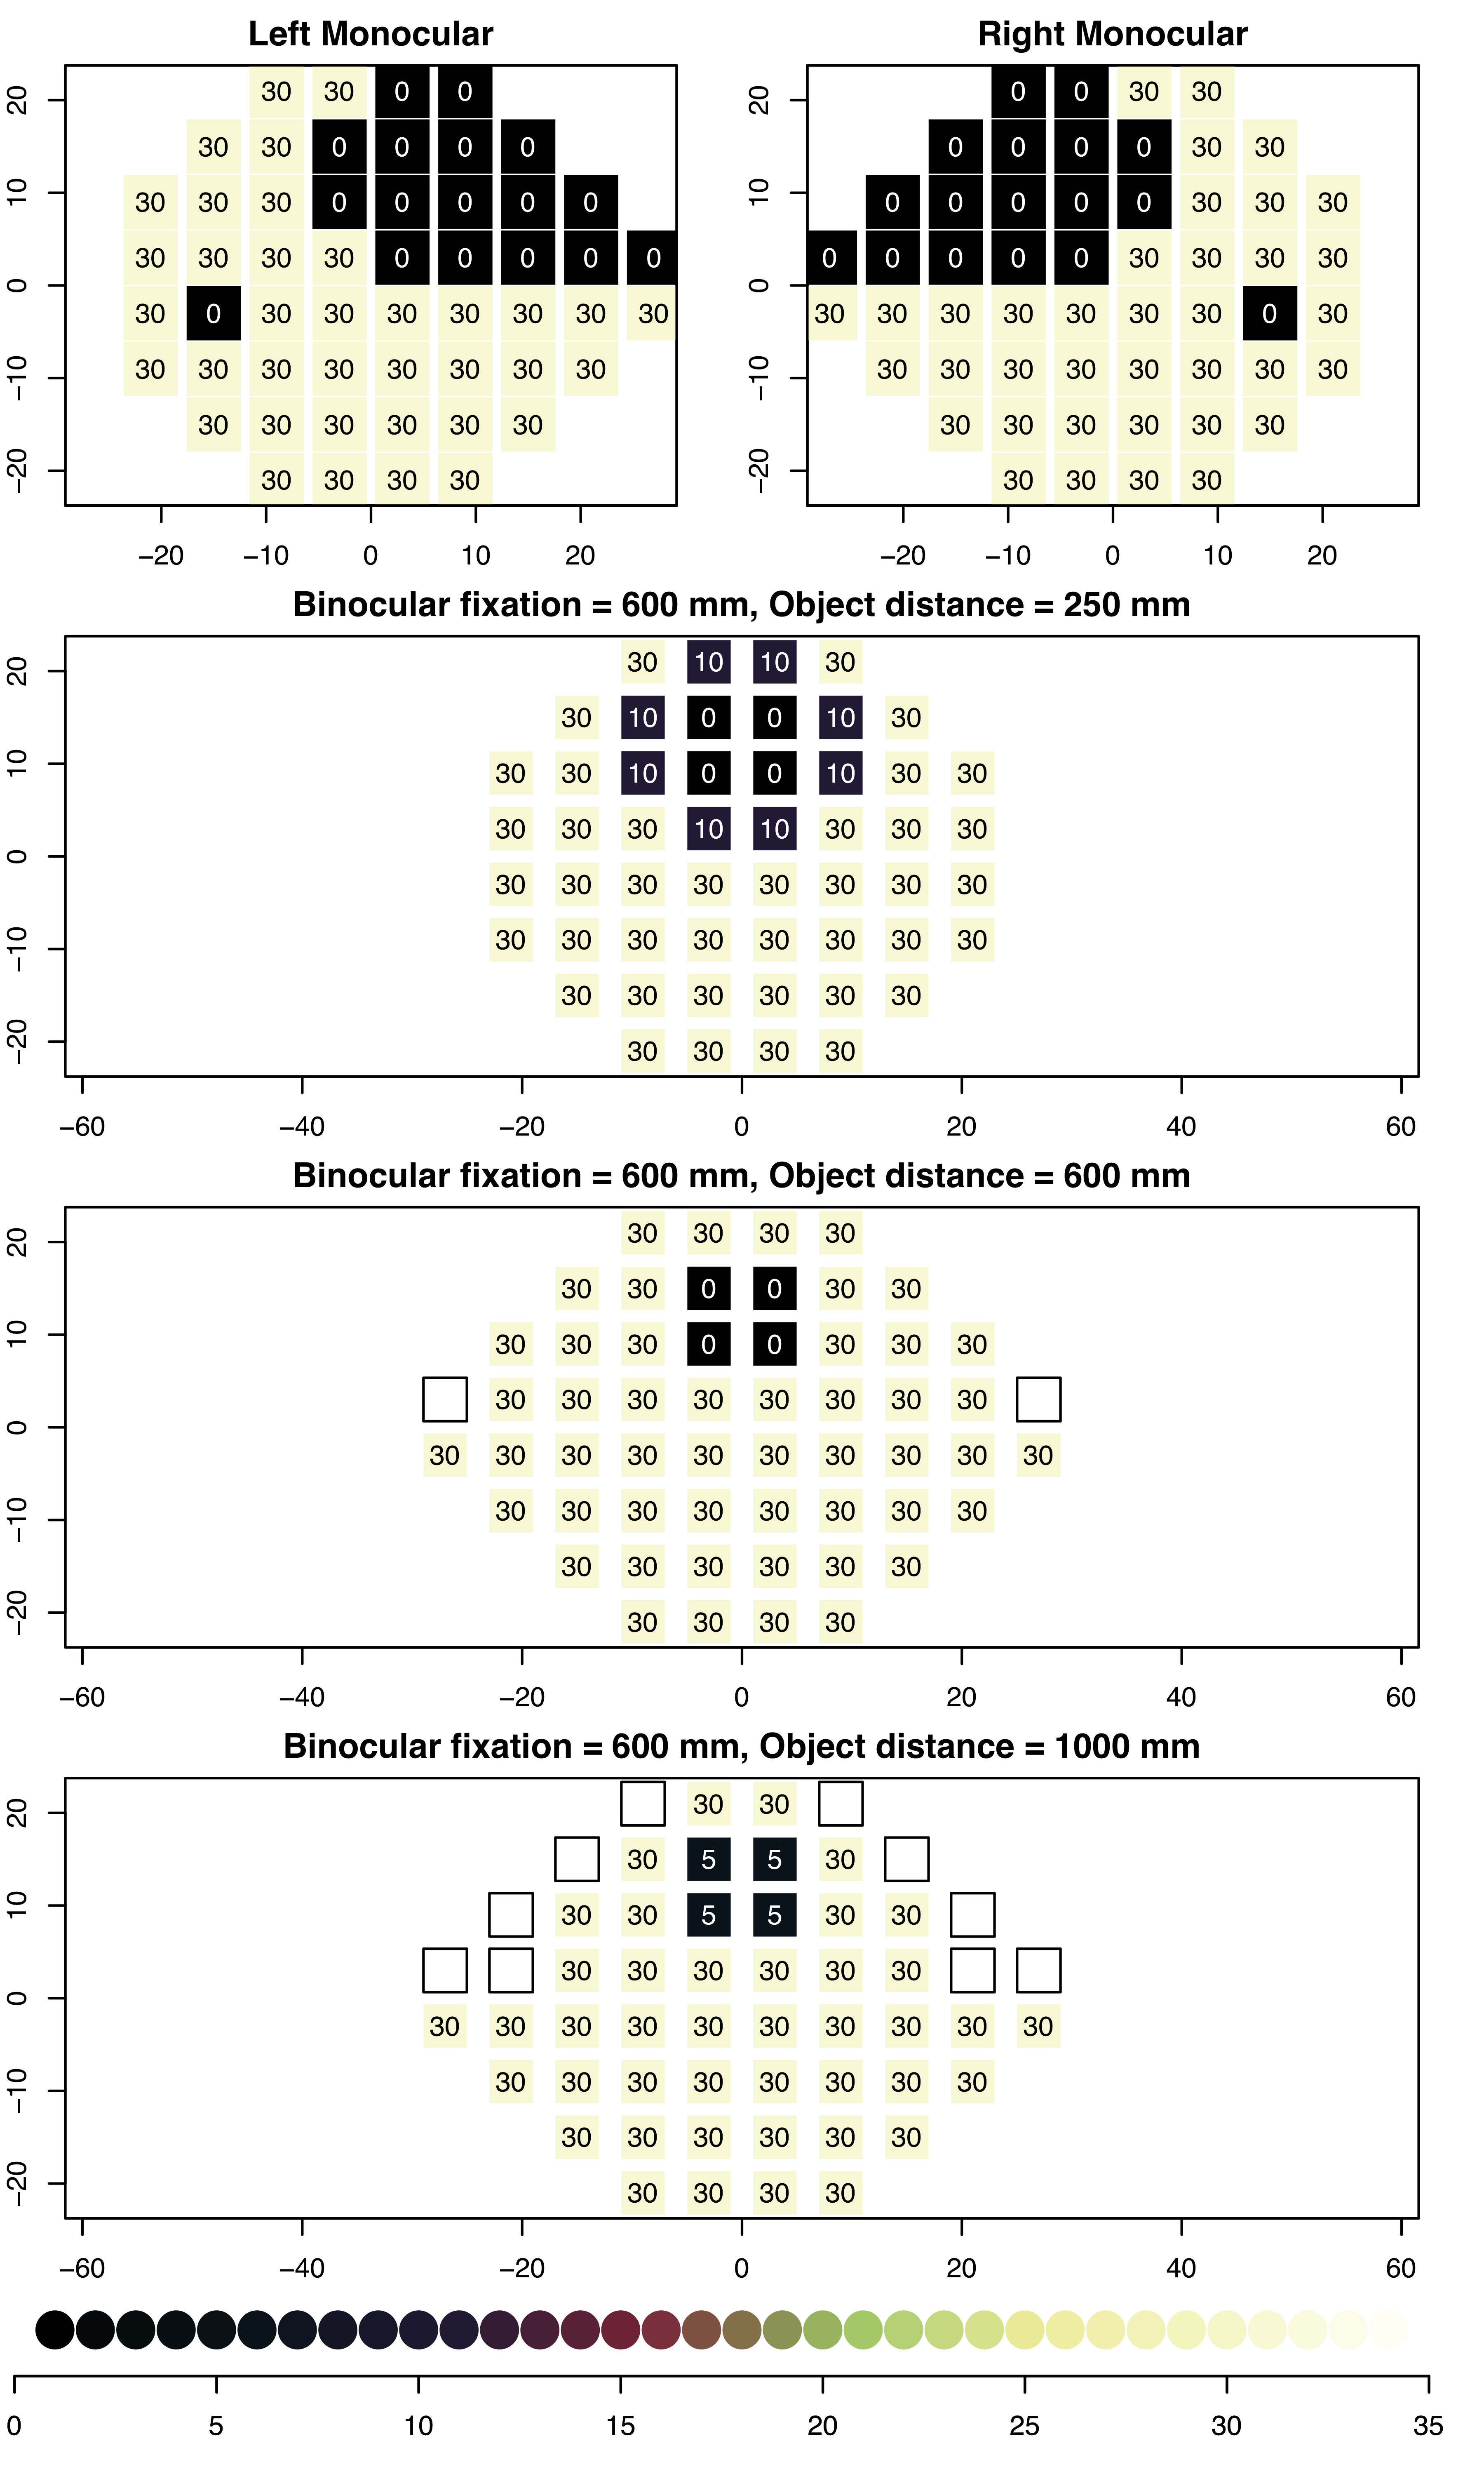 Left Monocular Right Monocular
20 30 30 0 0 20 0 0 30 30
30 30 0 0 0 0 0 0 0 0 30 30
10 30 30 30 0 0 0 0 0 10 0 0 0 0 0 30 30 30
30 30 30 30 0 0 0 0 0 0 0 0 0 0 30 30 30 30
0 0
30 0 30 30 30 30 30 30 30 30 30 30 30 30 30 30 0 30
−10 30 30 30 30 30 30 30 30 −10 30 30 30 30 30 30 30 30
30 30 30 30 30 30 30 30 30 30 30 30
−20 30 30 30 30 −20 30 30 30 30
−20 −10 0 10 20 −20 −10 0 10 20
Binocular fixation = 600 mm, Object distance = 250 mm
20 30 10 10 30
30 10 0 0 10 30
10 30 30 10 0 0 10 30 30
30 30 30 10 10 30 30 30
0
30 30 30 30 30 30 30 30
−10 30 30 30 30 30 30 30 30
30 30 30 30 30 30
−20 30 30 30 30
−60 −40 −20 0 20 40 60
Binocular fixation = 600 mm, Object distance = 600 mm
20 30 30 30 30
30 30 0 0 30 30
10 30 30 30 0 0 30 30 30
30 30 30 30 30 30 30 30
0
30 30 30 30 30 30 30 30 30 30
−10 30 30 30 30 30 30 30 30
30 30 30 30 30 30
−20 30 30 30 30
−60 −40 −20 0 20 40 60
Binocular fixation = 600 mm, Object distance = 1000 mm
20 30 30
30 5 5 30
10 30 30 5 5 30 30
30 30 30 30 30 30
0
30 30 30 30 30 30 30 30 30 30
−10 30 30 30 30 30 30 30 30
30 30 30 30 30 30
−20 30 30 30 30
−60 −40 −20 0 20 40 60
0 5 10 15 20 25 30 35